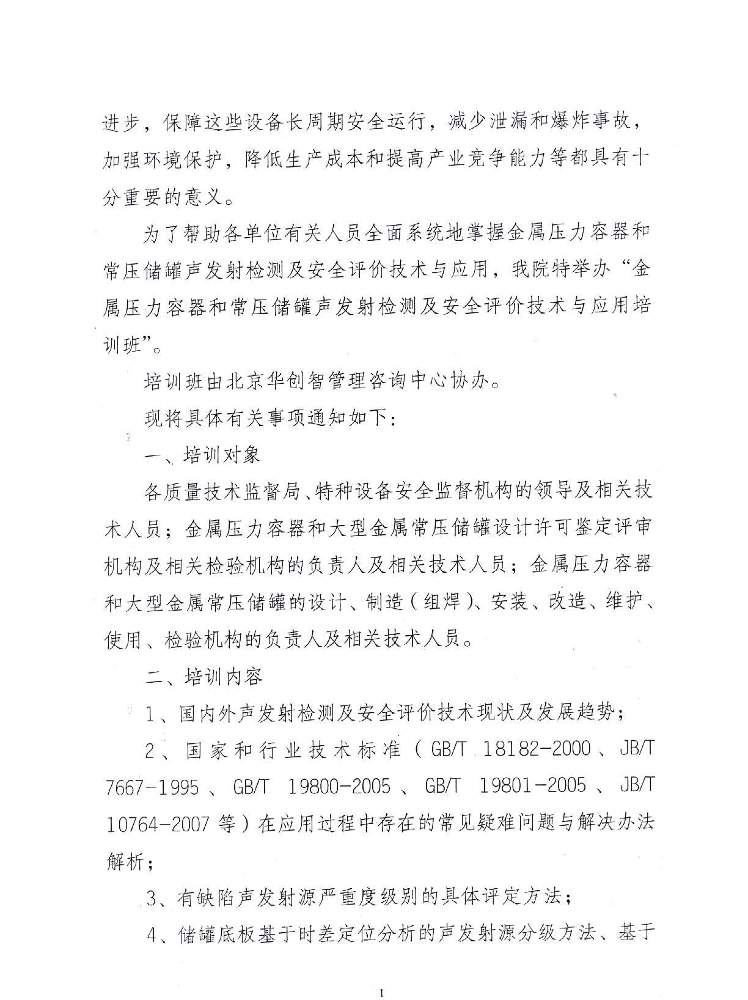 进步，保障这些设备长周期安全运行，减少泄漏和爆炸事故，
加强环境保护，降低生产成本和提高产业竞争能力等都具有十
分重要的意义。
为了帮助各单位有关人员全面系统地掌握金属压力容器和
常压储罐声发射检测及安全评价技术与应用，我院特举办“金
属压力容器和常压储罐声发射检测及安全评价技术与应用培
训班”。
培训班由北京华创智管理咨询中心协办。
现将具体有关事项通知如下：
一、培训对象
各质量技术监督局、特种设备安全监督机构的领导及相关技
术人员；金属压力容器和大型金属常压储罐设计许可鉴定评审
机构及相关检验机构的负责人及相关技术人员；金属压力容器
和大型金属常压储罐的设计、制造（组焊）、安装、改造、维护、
使用、检验机构的负责人及相关技术人员。
二、培训内容
1、国内外声发射检测及安全评价技术现状及发展趋势；
2、国家和行业技术标准（GB/T 18182-2000、JB/T
7667-1995、GB/T 19800-2005、GB/T 19801-2005、JB/T
10764-2007 等）在应用过程中存在的常见疑难问题与解决办法
解析；
3、有缺陷声发射源严重度级别的具体评定方法；
4、储罐底板基于时差定位分析的声发射源分级方法、基于
1